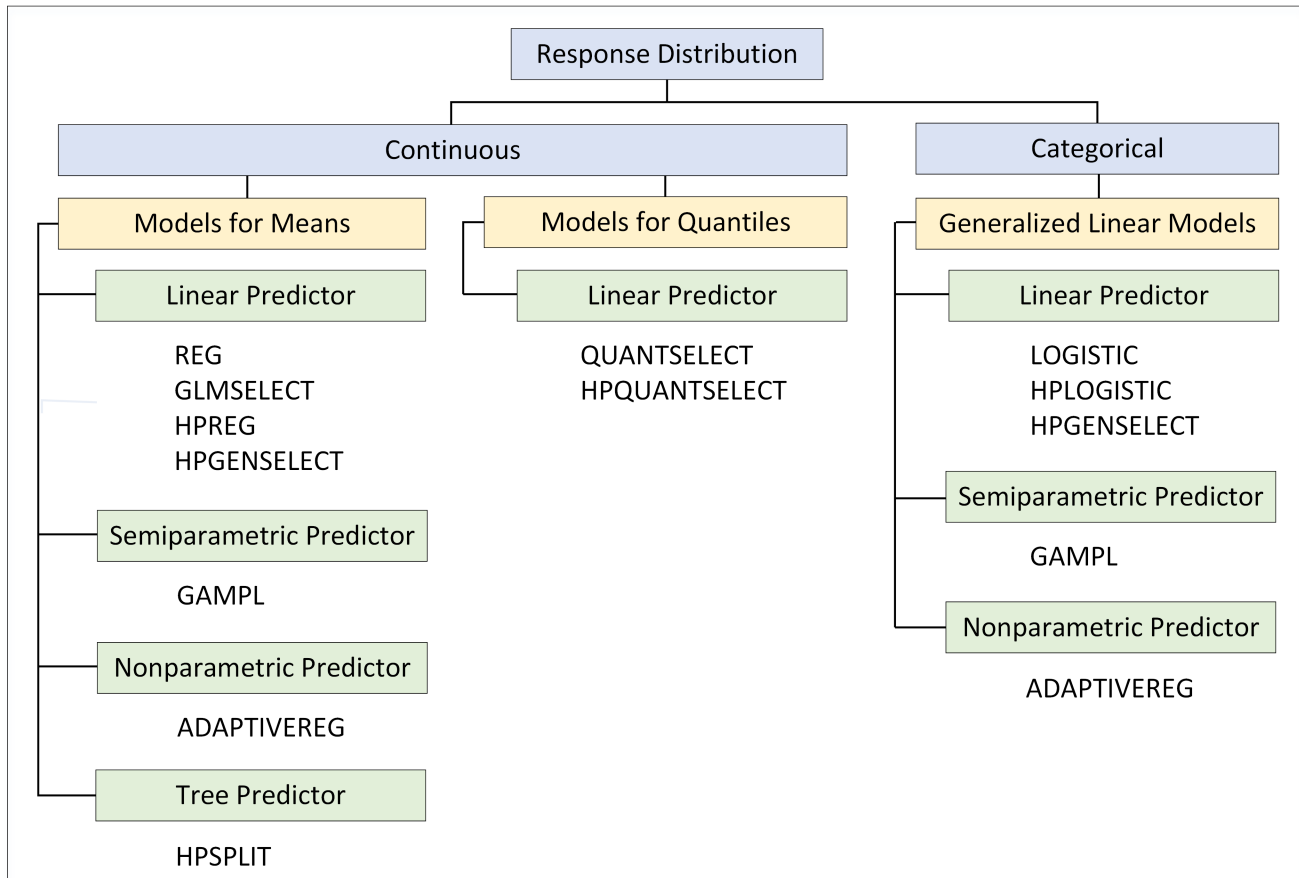 Response Distribution
Continuous
Categorical
Models for Means
Models for Quantiles
Generalized Linear Models
Linear Predictor
REG
GLMSELECT
HPREG
HPGENSELECT
Semiparametric Predictor
GAMPL
Nonparametric Predictor
ADAPTIVEREG
Tree Predictor
HPSPLIT
Linear Predictor
QUANTSELECT
HPQUANTSELECT
Linear Predictor
LOGISTIC
HPLOGISTIC
HPGENSELECT
Semiparametric Predictor
GAMPL
Nonparametric Predictor
ADAPTIVEREG